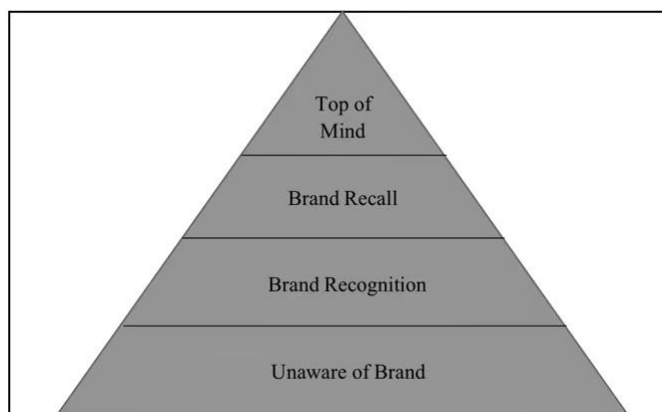 Top of
Mind
Brand Recall
Brand Recognition
Unaware of Brand